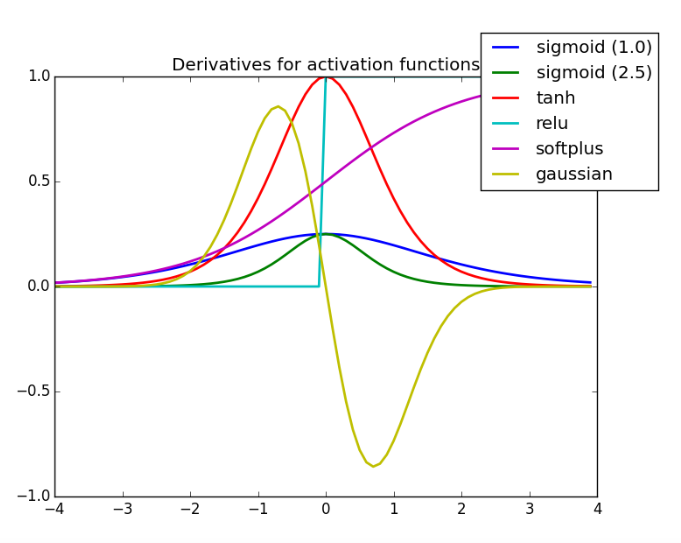 Derivatives for activation functions
sigmoid (1.0)
sigmoid (2.5)
tanh
relu
softplus
gaussian
1.0
0.5
0.0
−0.5
−1.0
−4 −3 −2 −1 0 1 2 3 4